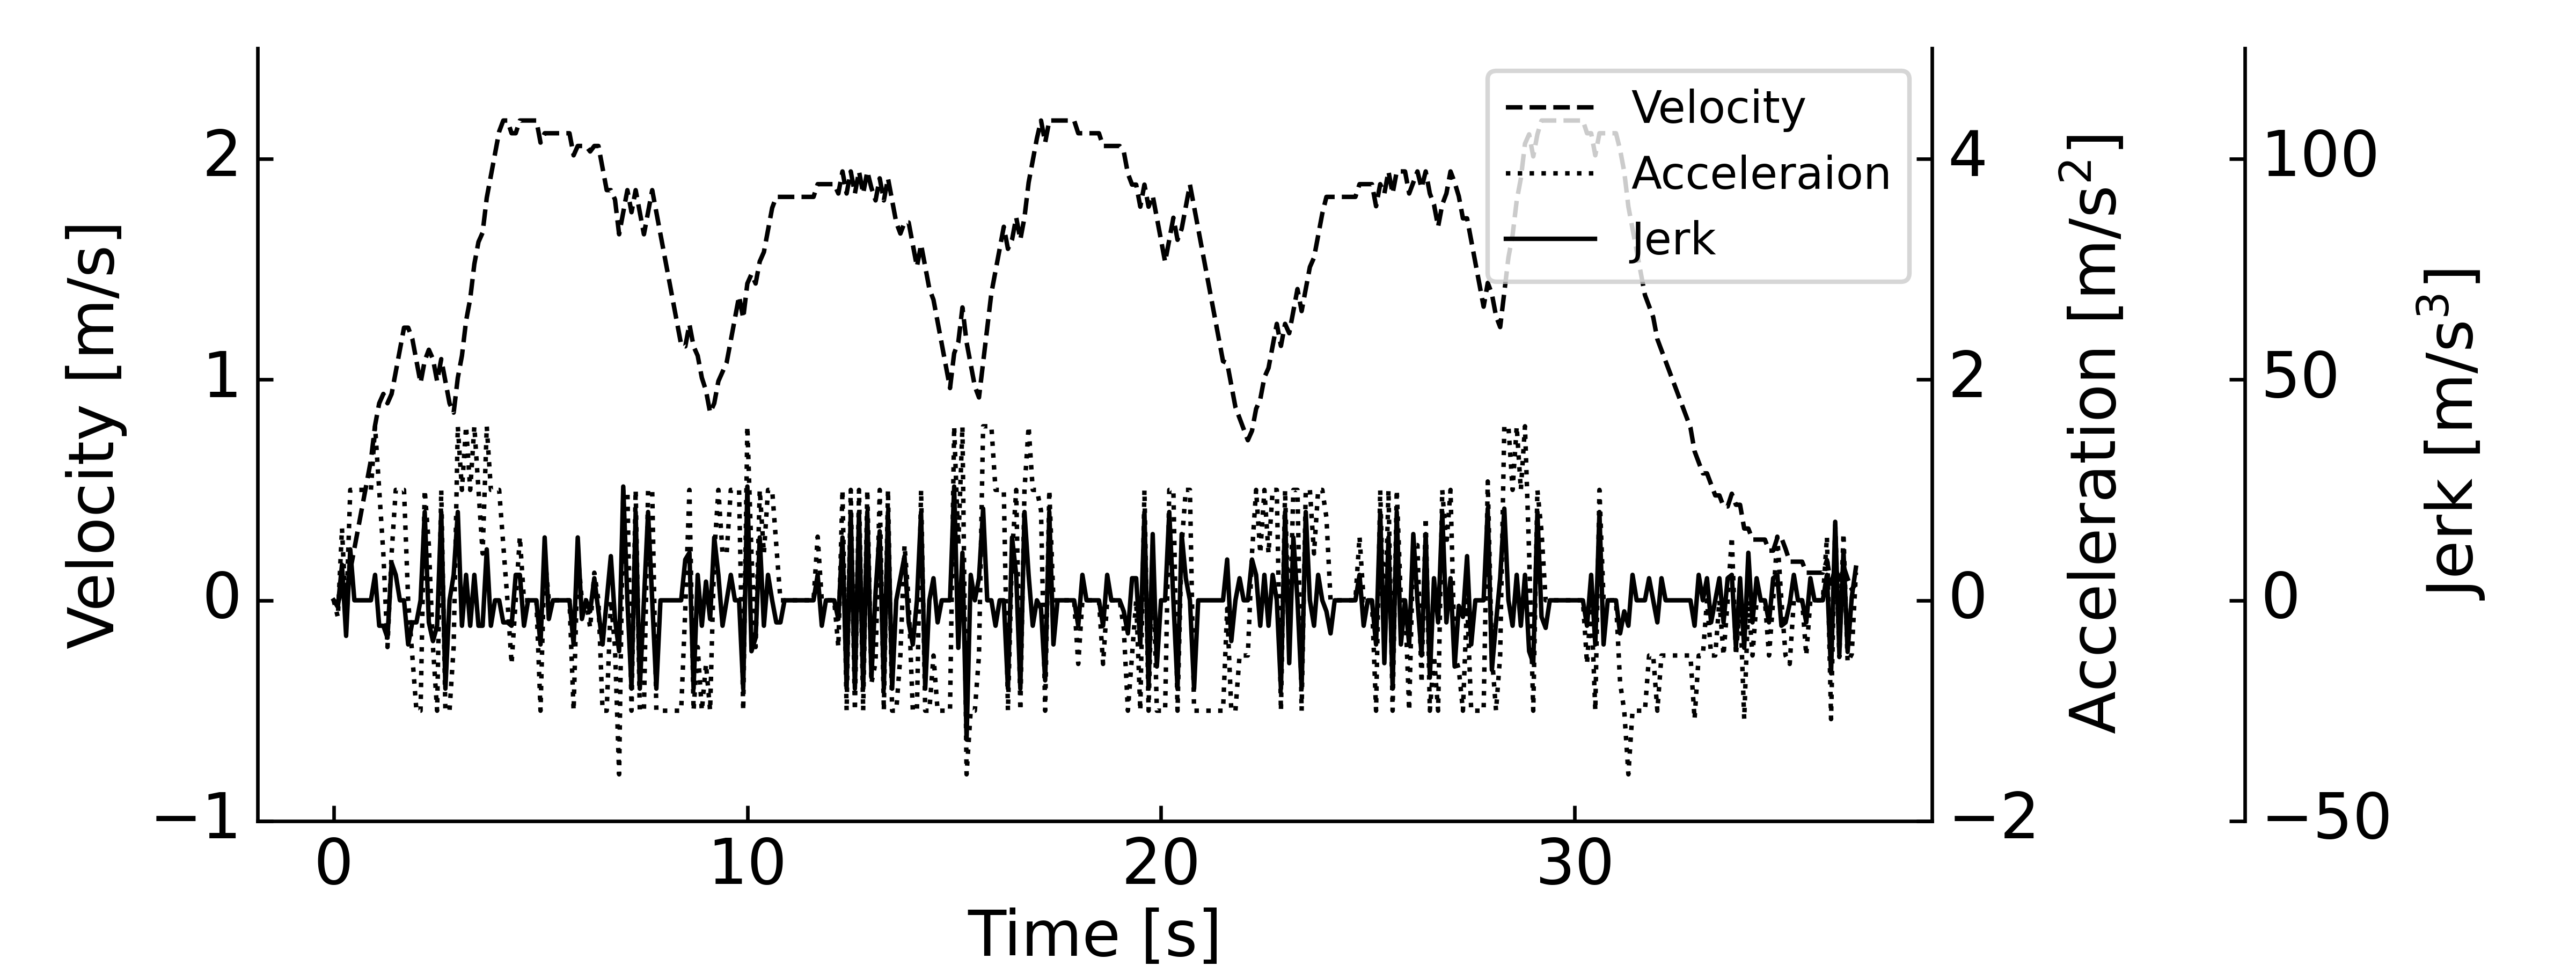 Velocity [m/s]
2
1
0
−1
0
10
20
30
Time [s]
Velocity
Acceleraion
Jerk
4
2
0
−2
Acceleration [m/s²]
100
50
0
−50
Jerk [m/s³]